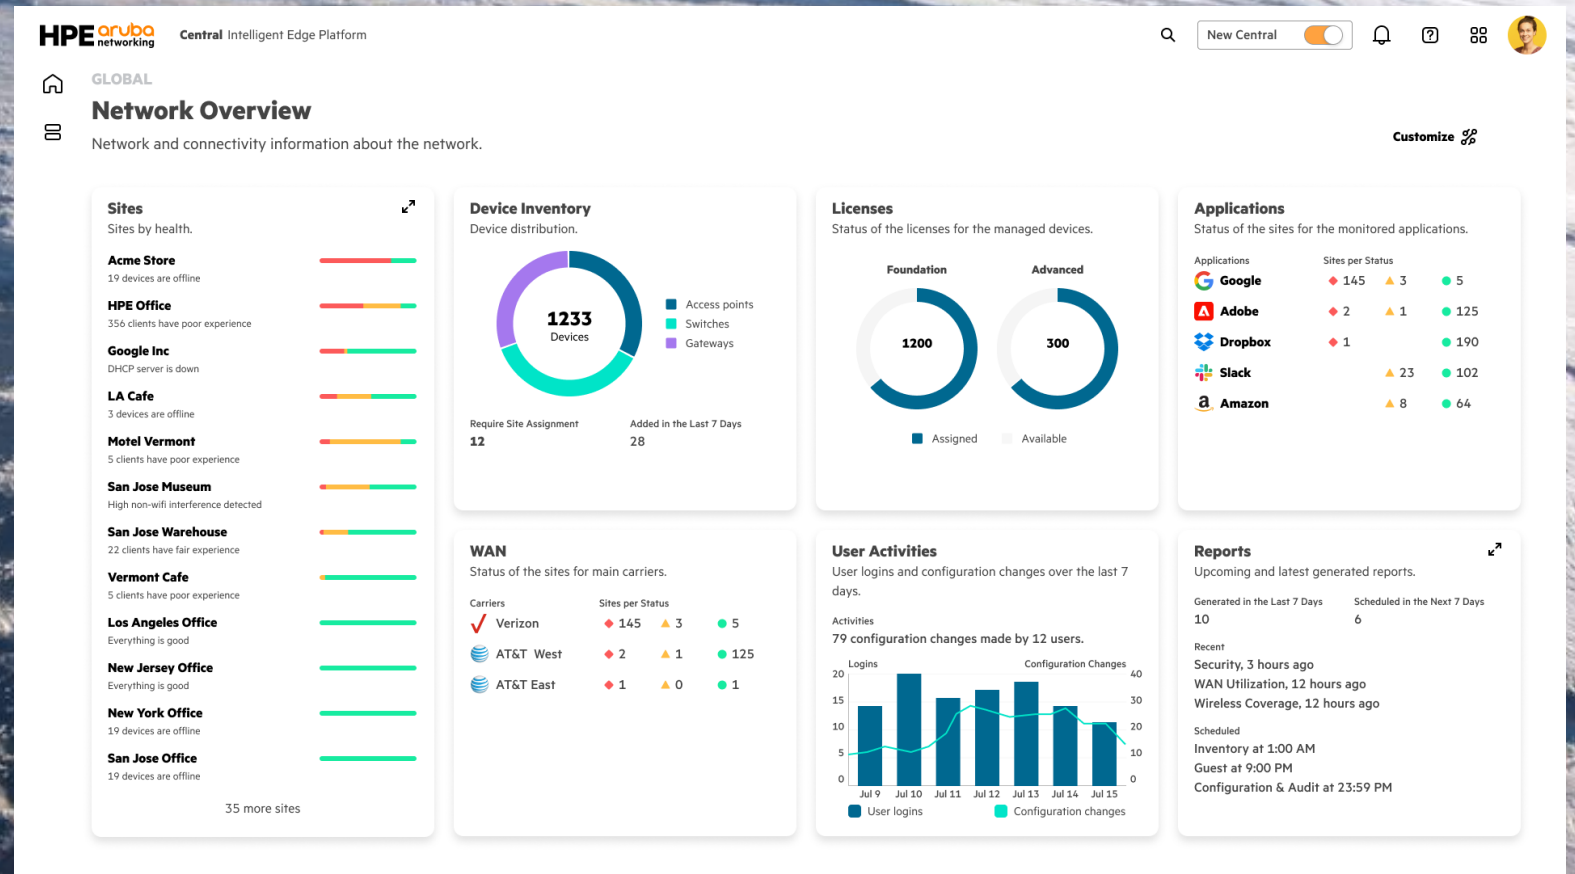 HPE aruba
networking
Central Intelligent Edge Platform
New Central
GLOBAL
Network Overview
Network and connectivity information about the network.
Customize
Sites
Sites by health.
Acme Store
19 devices are offline
HPE Office
356 clients have poor experience
Google Inc
DHCP server is down
LA Cafe
3 devices are offline
Motel Vermont
5 clients have poor experience
San Jose Museum
High non-wifi interference detected
San Jose Warehouse
22 clients have fair experience
Vermont Cafe
5 clients have poor experience
Los Angeles Office
Everything is good
New Jersey Office
Everything is good
New York Office
19 devices are offline
San Jose Office
19 devices are offline
35 more sites
Device Inventory
Device distribution.
1233
Devices
Access points
Switches
Gateways
Require Site Assignment
12
Added in the Last 7 Days
28
Licenses
Status of the licenses for the managed devices.
Foundation
1200
Advanced
300
Assigned
Available
Applications
Status of the sites for the monitored applications.
Applications Sites per Status
Google 145 3 5
Adobe 2 1 125
Dropbox 1 190
Slack 23 102
a Amazon 8 64
WAN
Status of the sites for main carriers.
Carriers Sites per Status
Verizon 145 3 5
AT&T West 2 1 125
AT&T East 1 0 1
User Activities
User logins and configuration changes over the last 7
days.
Activities
79 configuration changes made by 12 users.
Logins Configuration Changes
20 40
15 30
10 20
5 10
0 0
Jul 9 Jul 10 Jul 11 Jul 12 Jul 13 Jul 14 Jul 15
User logins Configuration changes
Reports
Upcoming and latest generated reports.
Generated in the Last 7 Days
10
Scheduled in the Next 7 Days
6
Recent
Security, 3 hours ago
WAN Utilization, 12 hours ago
Wireless Coverage, 12 hours ago
Scheduled
Inventory at 1:00 AM
Guest at 9:00 PM
Configuration & Audit at 23:59 PM